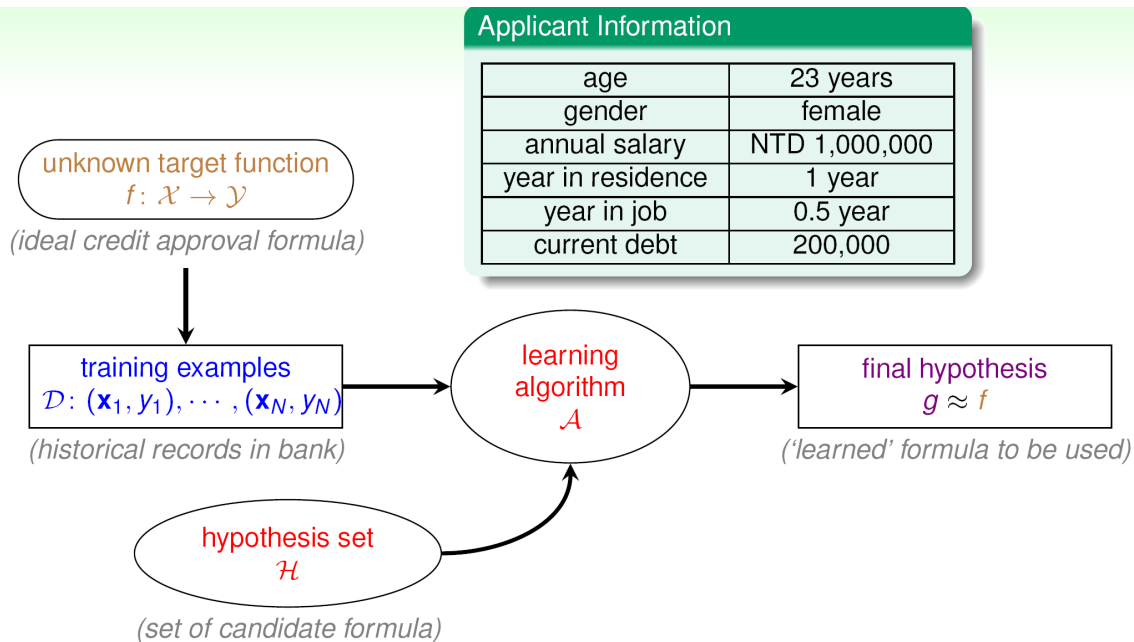 Applicant Information
age 23 years
gender female
annual salary NTD 1,000,000
year in residence 1 year
year in job 0.5 year
current debt 200,000
unknown target function
f: 𝒳 → 𝒴
(ideal credit approval formula)
training examples
𝒟: (𝐱₁, y₁), ⋯ , (𝐱_N, y_N)
(historical records in bank)
learning
algorithm
𝒜
final hypothesis
g ≈ f
(‘learned’ formula to be used)
hypothesis set
ℋ
(set of candidate formula)